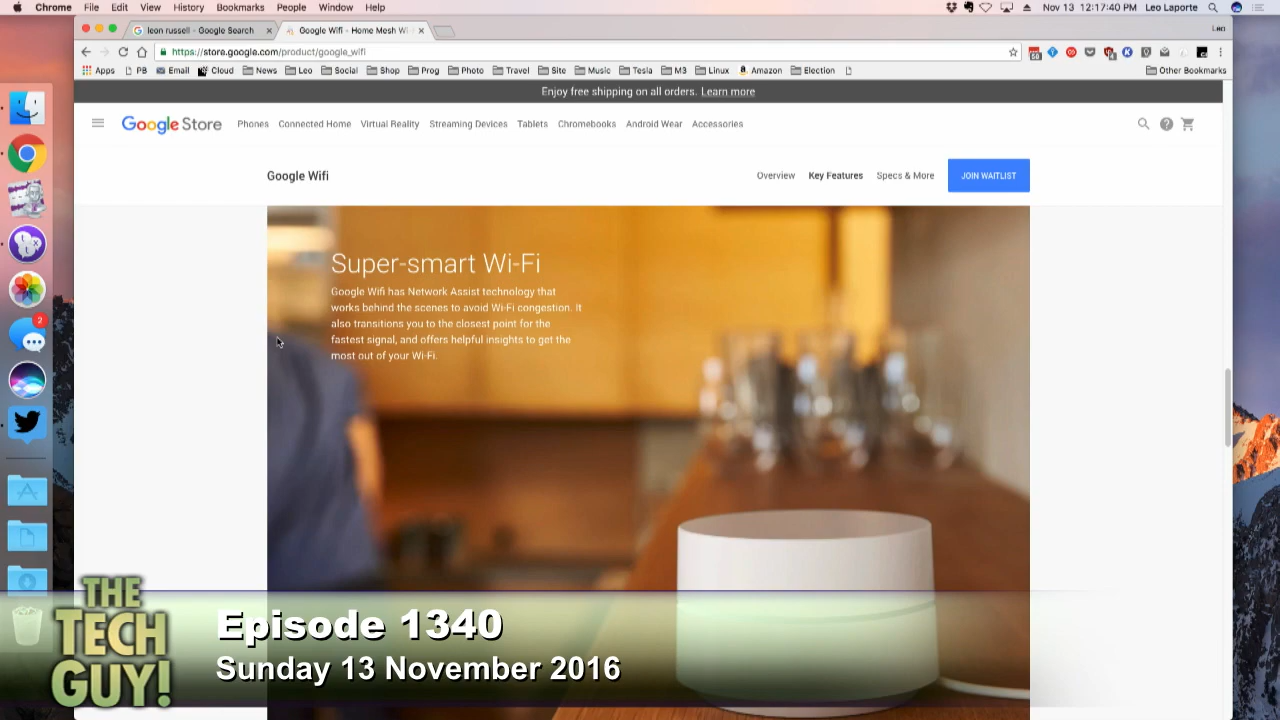 Chrome File Edit View History Bookmarks People Window Help Nov 13 12:17:40 PM Leo Laporte
leon russell - Google Search Google Wifi - Home Mesh Wi Leo
https://store.google.com/product/google_wifi
Apps PB Email Cloud News Leo Social Shop Prog Photo Travel Site Music Tesla M3 Linux Amazon Election Other Bookmarks
Enjoy free shipping on all orders. Learn more
Google Store Phones Connected Home Virtual Reality Streaming Devices Tablets Chromebooks Android Wear Accessories
Google Wifi Overview Key Features Specs & More JOIN WAITLIST
Super-smart Wi-Fi
Google Wifi has Network Assist technology that
works behind the scenes to avoid Wi-Fi congestion. It
also transitions you to the closest point for the
fastest signal, and offers helpful insights to get the
most out of your Wi-Fi.
2
THE
TECH
GUY!
Episode 1340
Sunday 13 November 2016